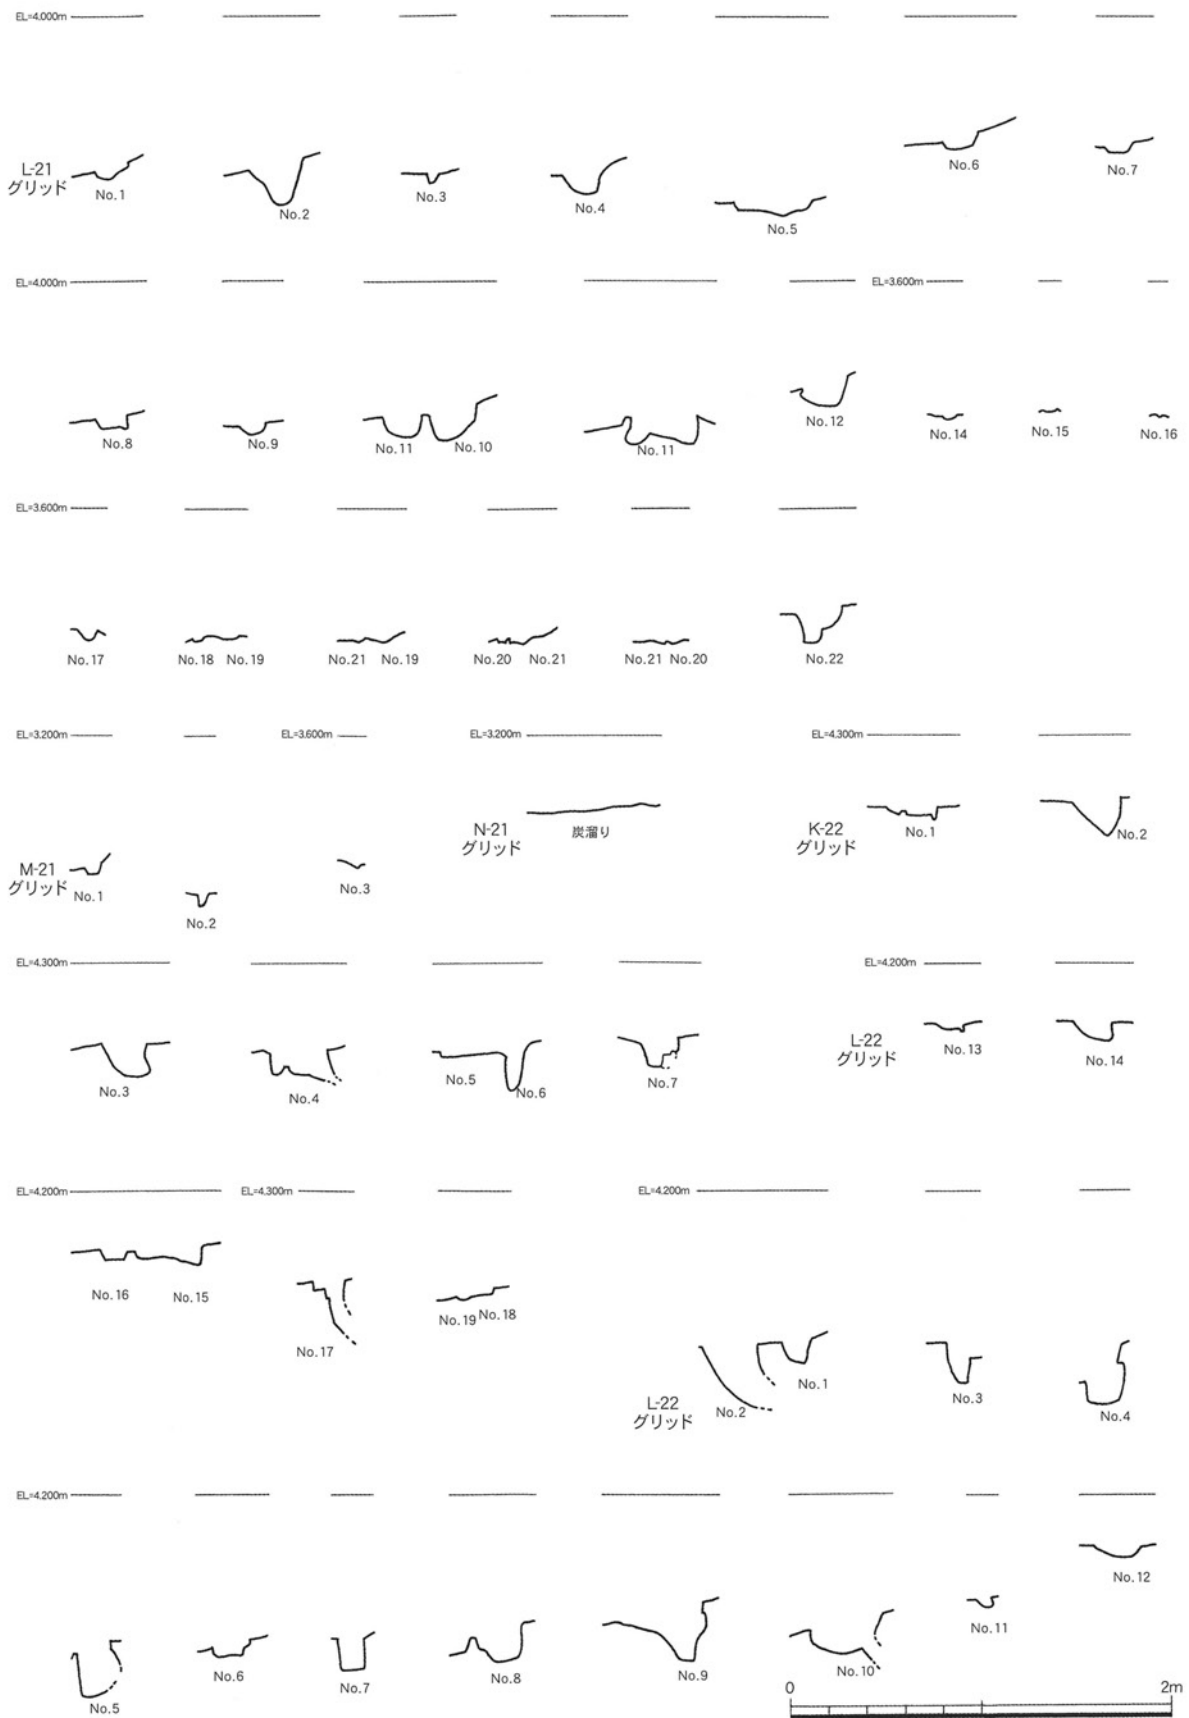 EL=4.000m
L-21
グリッド
No.1
No.2
No.3
No.4
No.5
No.6
No.7
EL=4.000m
EL=3.600m
No.8
No.9
No.11
No.10
No.11
No.12
No.14
No.15
No.16
EL=3.600m
No.17
No.18
No.19
No.21
No.19
No.20
No.21
No.21
No.20
No.22
EL=3.200m
EL=3.600m
EL=3.200m
EL=4.300m
M-21
グリッド
No.1
No.2
No.3
N-21
グリッド
炭溜り
K-22
グリッド
No.1
No.2
EL=4.300m
EL=4.200m
No.3
No.4
No.5
No.6
No.7
L-22
グリッド
No.13
No.14
EL=4.200m
EL=4.300m
EL=4.200m
No.16
No.15
No.17
No.19
No.18
L-22
グリッド
No.2
No.1
No.3
No.4
EL=4.200m
No.5
No.6
No.7
No.8
No.9
No.10
No.11
No.12
0
2m